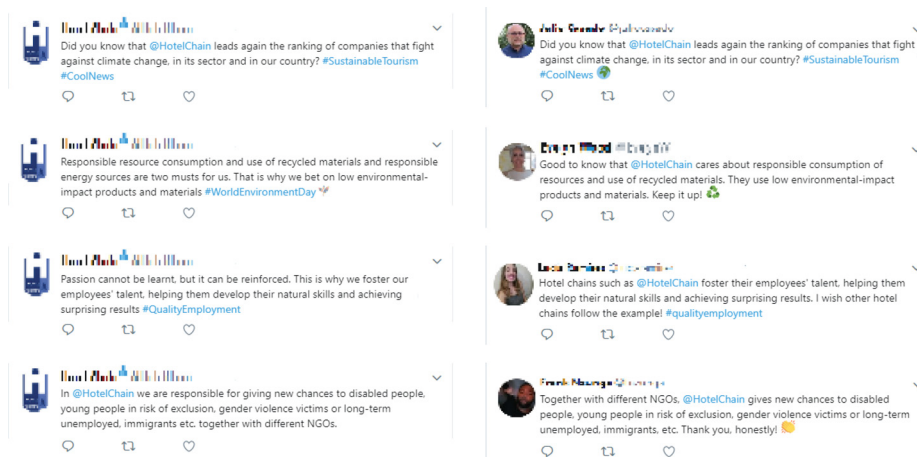 Did you know that @HotelChain leads again the ranking of companies that fight
against climate change, in its sector and in our country? #SustainableTourism
#CoolNews
Responsible resource consumption and use of recycled materials and responsible
energy sources are two musts for us. That is why we bet on low environmental-
impact products and materials #WorldEnvironmentDay
Passion cannot be learnt, but it can be reinforced. This is why we foster our
employees' talent, helping them develop their natural skills and achieving
surprising results #QualityEmployment
In @HotelChain we are responsible for giving new chances to disabled people,
young people in risk of exclusion, gender violence victims or long-term
unemployed, immigrants etc. together with different NGOs.
Did you know that @HotelChain leads again the ranking of companies that fight
against climate change, in its sector and in our country? #SustainableTourism
#CoolNews
Good to know that @HotelChain cares about responsible consumption of
resources and use of recycled materials. They use low environmental-impact
products and materials. Keep it up!
Hotel chains such as @HotelChain foster their employees' talent, helping them
develop their natural skills and achieving surprising results. I wish other hotel
chains follow the example! #qualityemployment
Together with different NGOs, @HotelChain gives new chances to disabled
people, young people in risk of exclusion, gender violence victims or long-term
unemployed, immigrants, etc. Thank you, honestly!